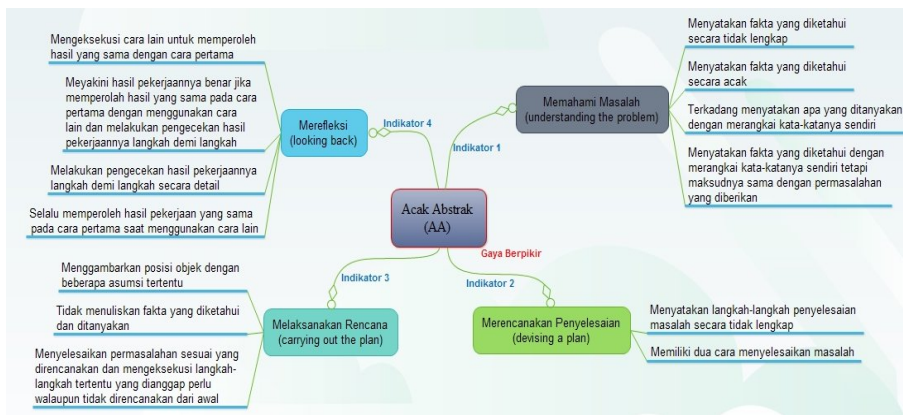 Mengeksekusi cara lain untuk memperoleh
hasil yang sama dengan cara pertama
Meyakini hasil pekerjaannya benar jika
memperolah hasil yang sama pada cara
pertama dengan menggunakan cara
lain dan melakukan pengecekan hasil
pekerjaannya langkah demi langkah
Melakukan pengecekan hasil pekerjaannya
langkah demi langkah secara detail
Selalu memperoleh hasil pekerjaan yang sama
pada cara pertama saat menggunakan cara lain
Merefleksi
(looking back)
Indikator 4
Menyatakan fakta yang diketahui
secara tidak lengkap
Menyatakan fakta yang diketahui
secara acak
Terkadang menyatakan apa yang ditanyakan
dengan merangkai kata-katanya sendiri
Menyatakan fakta yang diketahui dengan
merangkai kata-katanya sendiri tetapi
maksudnya sama dengan permasalahan
yang diberikan
Memahami Masalah
(understanding the problem)
Indikator 1
Acak Abstrak
(AA)
Gaya Berpikir
Indikator 3
Indikator 2
Menggambarkan posisi objek dengan
beberapa asumsi tertentu
Tidak menuliskan fakta yang diketahui
dan ditanyakan
Menyelesaikan permasalahan sesuai yang
direncanakan dan mengeksekusi langkah-
langkah tertentu yang dianggap perlu
walaupun tidak direncanakan dari awal
Melaksanakan Rencana
(carrying out the plan)
Merencanakan Penyelesaian
(devising a plan)
Menyatakan langkah-langkah penyelesaian
masalah secara tidak lengkap
Memiliki dua cara menyelesaikan masalah